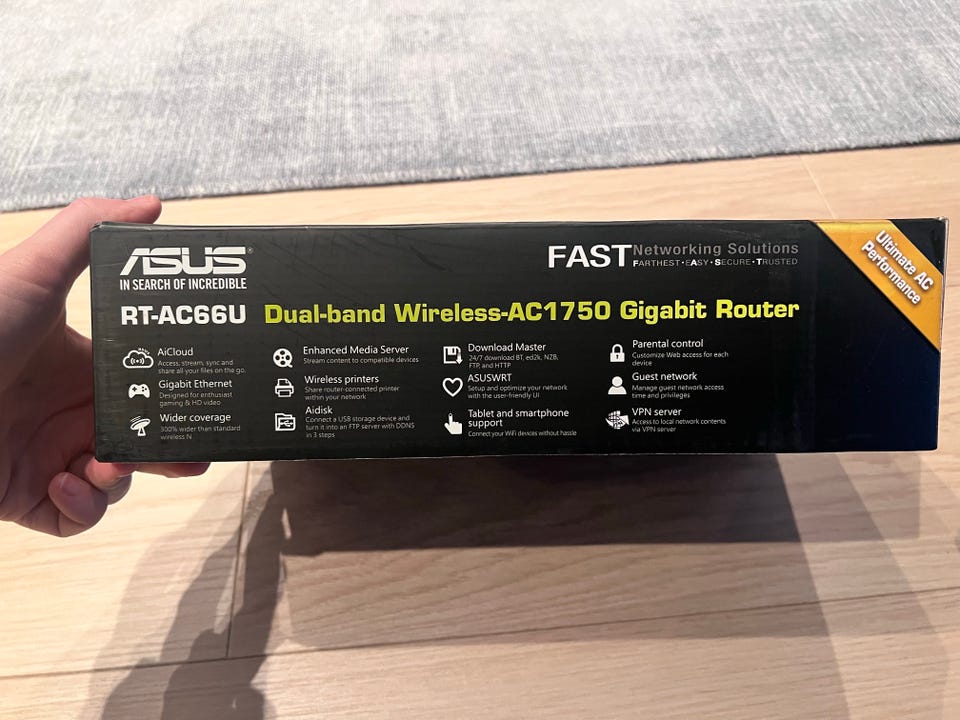 ASUS®
IN SEARCH OF INCREDIBLE
FAST Networking Solutions
FARTHEST • EASY • SECURE • TRUSTED
Ultimate AC
Performance
RT-AC66U Dual-band Wireless-AC1750 Gigabit Router
AiCloud
Access, stream, sync and
share all your files on the go.
Gigabit Ethernet
Designed for enthusiast
gaming & HD video
Wider coverage
300% wider than standard
wireless N
Enhanced Media Server
Stream content to compatible devices
Wireless printers
Share router-connected printer
within your network
Aidisk
Connect a USB storage device and
turn it into an FTP server with DDNS
in 3 steps
Download Master
24/7 download BT, ed2k, NZB,
FTP, and HTTP
ASUSWRT
Setup and optimize your network
with the user-friendly UI
Tablet and smartphone
support
Connect your WiFi devices without hassle
Parental control
Customize Web access for each
device
Guest network
Manage guest network access
time and privileges
VPN server
Access to local network contents
via VPN server